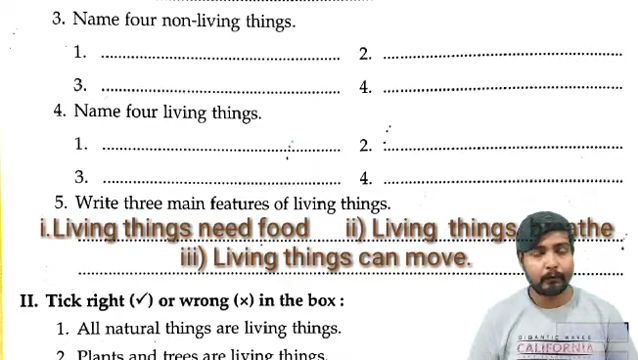 3. Name four non-living things.
1. .......... 2. ..........
3. .......... 4. ..........
4. Name four living things.
1. .......... 2. ..........
3. .......... 4. ..........
5. Write three main features of living things.
i.Living things need food ii) Living things breathe
iii) Living things can move.
II. Tick right (✓) or wrong (×) in the box :
1. All natural things are living things.
2. Plants and trees are living things.
GIGANTIC WAVES
CALIFORNIA